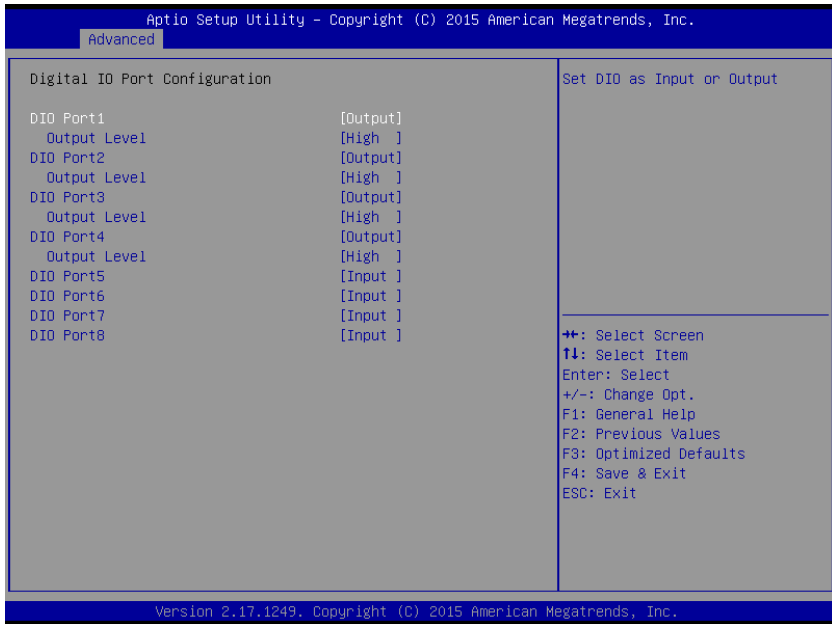 Aptio Setup Utility – Copyright (C) 2015 American Megatrends, Inc.
Advanced
Digital IO Port Configuration
DIO Port1 [Output]
Output Level [High ]
DIO Port2 [Output]
Output Level [High ]
DIO Port3 [Output]
Output Level [High ]
DIO Port4 [Output]
Output Level [High ]
DIO Port5 [Input ]
DIO Port6 [Input ]
DIO Port7 [Input ]
DIO Port8 [Input ]
Set DIO as Input or Output
→←: Select Screen
↑↓: Select Item
Enter: Select
+/-: Change Opt.
F1: General Help
F2: Previous Values
F3: Optimized Defaults
F4: Save & Exit
ESC: Exit
Version 2.17.1249. Copyright (C) 2015 American Megatrends, Inc.